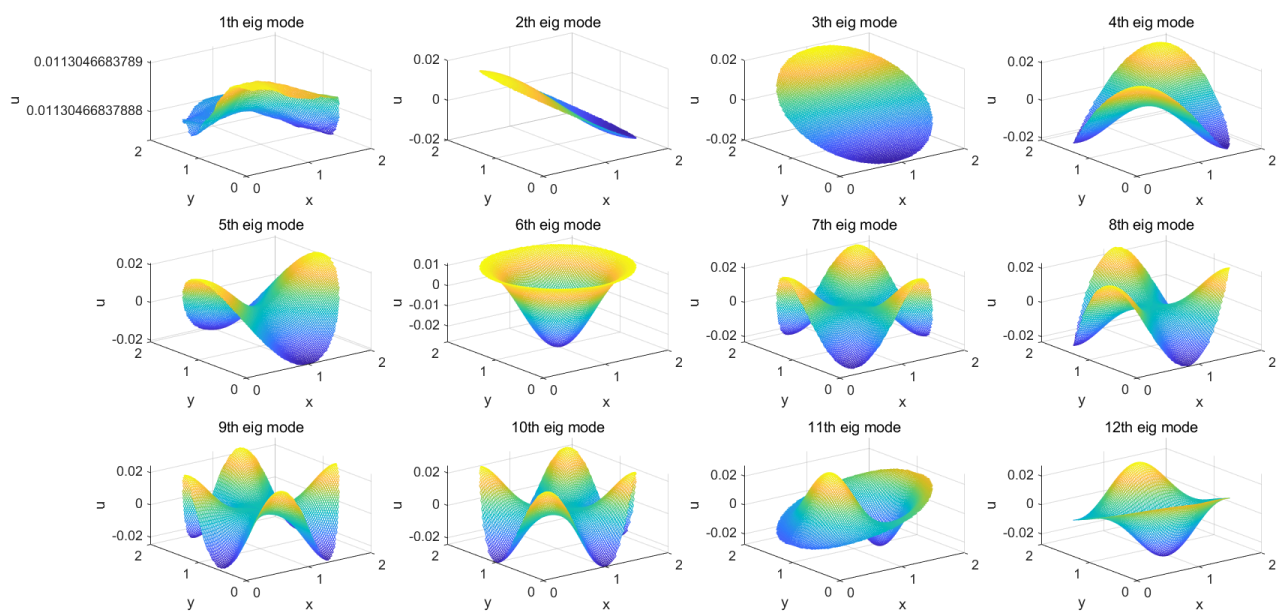 1th eig mode
0.0113046683789
0.01130466837888
u
2
1
0
y
0
1
2
x
2th eig mode
0.02
0
-0.02
u
2
1
0
y
0
1
2
x
3th eig mode
0.02
0
-0.02
u
2
1
0
y
0
1
2
x
4th eig mode
0.02
0
-0.02
u
2
1
0
y
0
1
2
x
5th eig mode
0.02
0
-0.02
u
2
1
0
y
0
1
2
x
6th eig mode
0.01
0
-0.01
-0.02
u
2
1
0
y
0
1
2
x
7th eig mode
0.02
0
-0.02
u
2
1
0
y
0
1
2
x
8th eig mode
0.02
0
-0.02
u
2
1
0
y
0
1
2
x
9th eig mode
0.02
0
-0.02
u
2
1
0
y
0
1
2
x
10th eig mode
0.02
0
-0.02
u
2
1
0
y
0
1
2
x
11th eig mode
0.02
0
-0.02
u
2
1
0
y
0
1
2
x
12th eig mode
0.02
0
-0.02
u
2
1
0
y
0
1
2
x